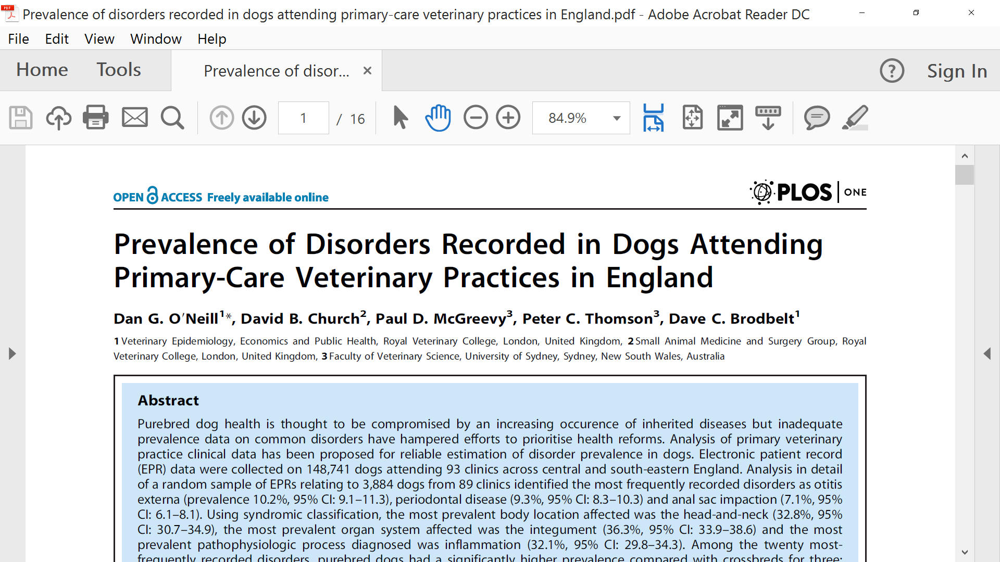 Prevalence of disorders recorded in dogs attending primary-care veterinary practices in England.pdf - Adobe Acrobat Reader DC
File Edit View Window Help
Home Tools Prevalence of disor... Sign In
1 / 16 84.9%
OPEN ACCESS Freely available online
PLOS ONE
Prevalence of Disorders Recorded in Dogs Attending
Primary-Care Veterinary Practices in England
Dan G. O'Neill1*, David B. Church2, Paul D. McGreevy3, Peter C. Thomson3, Dave C. Brodbelt1
1 Veterinary Epidemiology, Economics and Public Health, Royal Veterinary College, London, United Kingdom, 2 Small Animal Medicine and Surgery Group, Royal
Veterinary College, London, United Kingdom, 3 Faculty of Veterinary Science, University of Sydney, Sydney, New South Wales, Australia
Abstract
Purebred dog health is thought to be compromised by an increasing occurence of inherited diseases but inadequate
prevalence data on common disorders have hampered efforts to prioritise health reforms. Analysis of primary veterinary
practice clinical data has been proposed for reliable estimation of disorder prevalence in dogs. Electronic patient record
(EPR) data were collected on 148,741 dogs attending 93 clinics across central and south-eastern England. Analysis in detail
of a random sample of EPRs relating to 3,884 dogs from 89 clinics identified the most frequently recorded disorders as otitis
externa (prevalence 10.2%, 95% CI: 9.1–11.3), periodontal disease (9.3%, 95% CI: 8.3–10.3) and anal sac impaction (7.1%, 95%
CI: 6.1–8.1). Using syndromic classification, the most prevalent body location affected was the head-and-neck (32.8%, 95%
CI: 30.7–34.9), the most prevalent organ system affected was the integument (36.3%, 95% CI: 33.9–38.6) and the most
prevalent pathophysiologic process diagnosed was inflammation (32.1%, 95% CI: 29.8–34.3). Among the twenty most-
frequently recorded disorders, purebred dogs had a significantly higher prevalence compared with crossbreds for three: